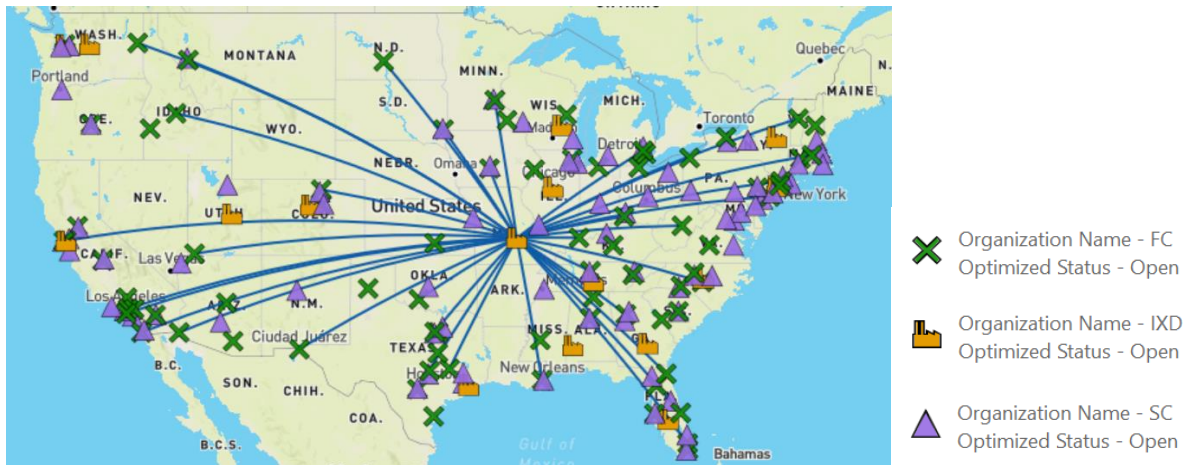 WASH.
MONTANA
N.D.
MINN.
Quebec
N.
Portland
MAINE
S.D.
WIS.
MICH.
Toronto
IDAHO
ORE.
WYO.
Detroit
NEBR.
Omaha
Chicago
PA.
NEV.
Columbus
New York
UTAH
COLO.
United States
ILL.
CALIF.
Las Vegas
OKLA.
Memphis
Los Angeles
ARIZ.
N.M.
ARK.
Ciudad Juárez
TEXAS
MISS.
ALA.
B.C.
New Orleans
SON.
CHIH.
Houston
FLA.
COA.
B.C.S.
Gulf of
Mexico
Bahamas
Organization Name - FC
Optimized Status - Open
Organization Name - IXD
Optimized Status - Open
Organization Name - SC
Optimized Status - Open